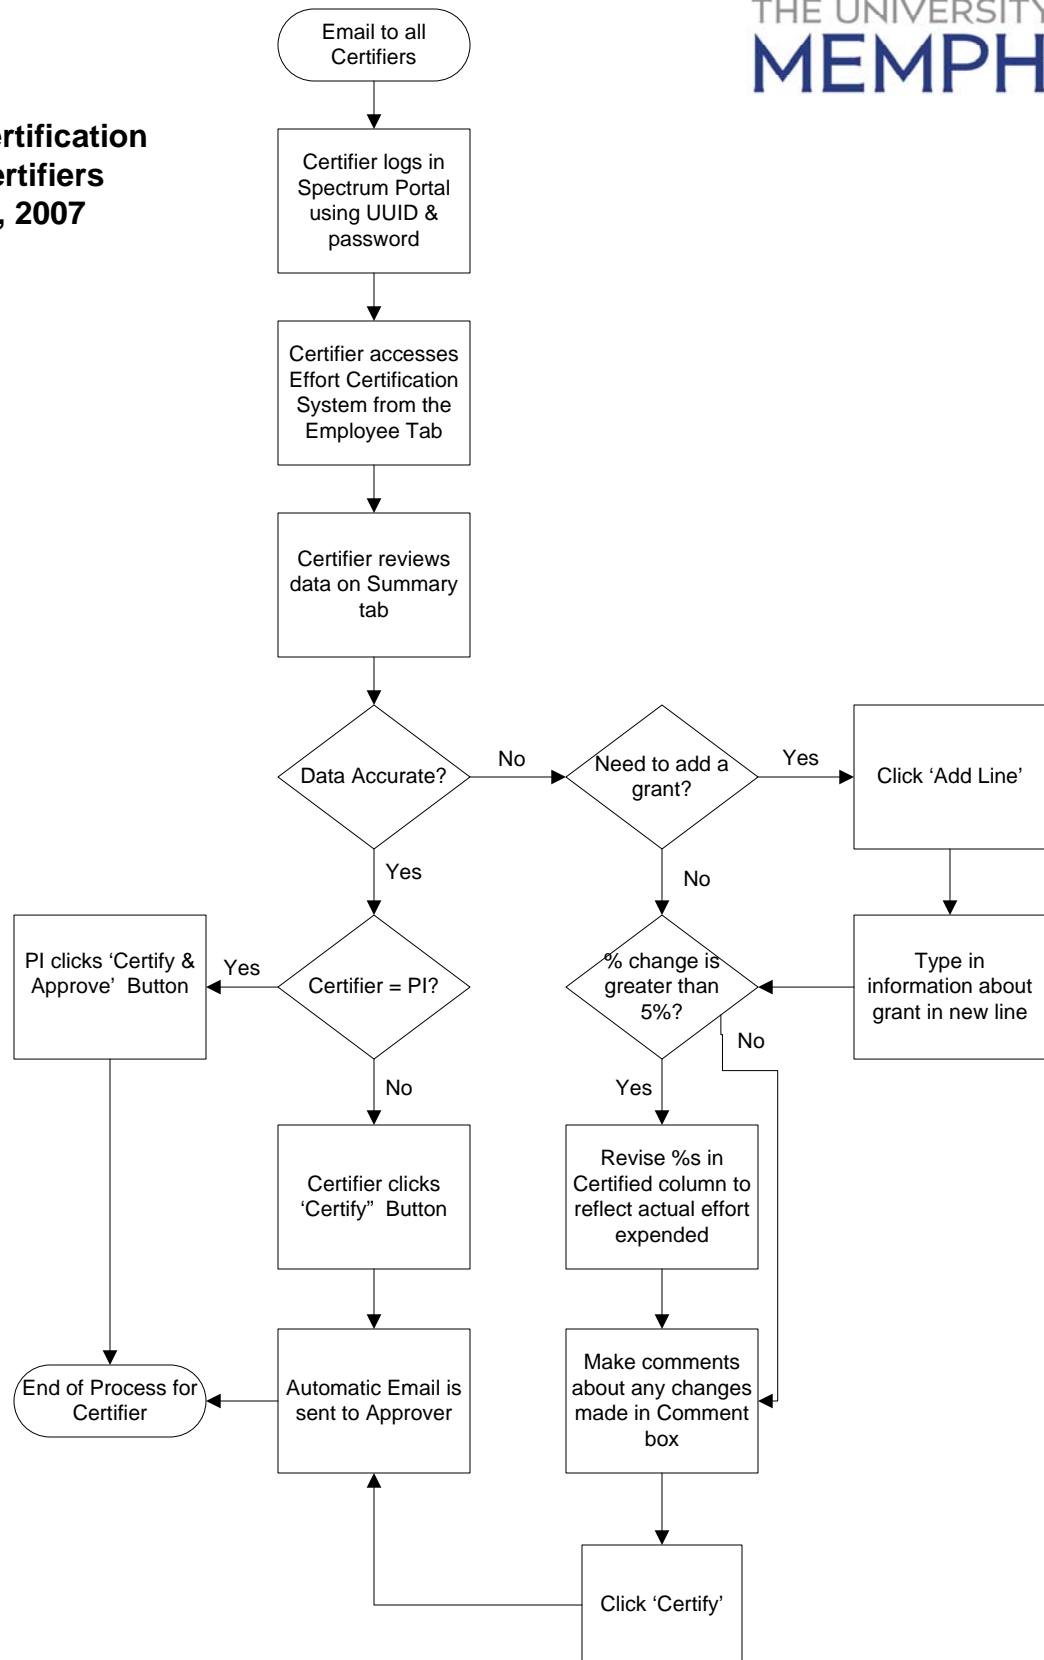 Email to all
Certifiers
THE UNIVERSITY
MEMPH
ertification
ertifiers
, 2007
Certifier logs in
Spectrum Portal
using UUID &
password
Certifier accesses
Effort Certification
System from the
Employee Tab
Certifier reviews
data on Summary
tab
Data Accurate?
No
Need to add a
grant?
Yes
Click ‘Add Line’
Yes
No
PI clicks ‘Certify &
Approve’ Button
Yes
Certifier = PI?
% change is
greater than
5%?
Type in
information about
grant in new line
No
No
Yes
Certifier clicks
‘Certify” Button
Revise %s in
Certified column to
reflect actual effort
expended
End of Process for
Certifier
Automatic Email is
sent to Approver
Make comments
about any changes
made in Comment
box
Click ‘Certify’